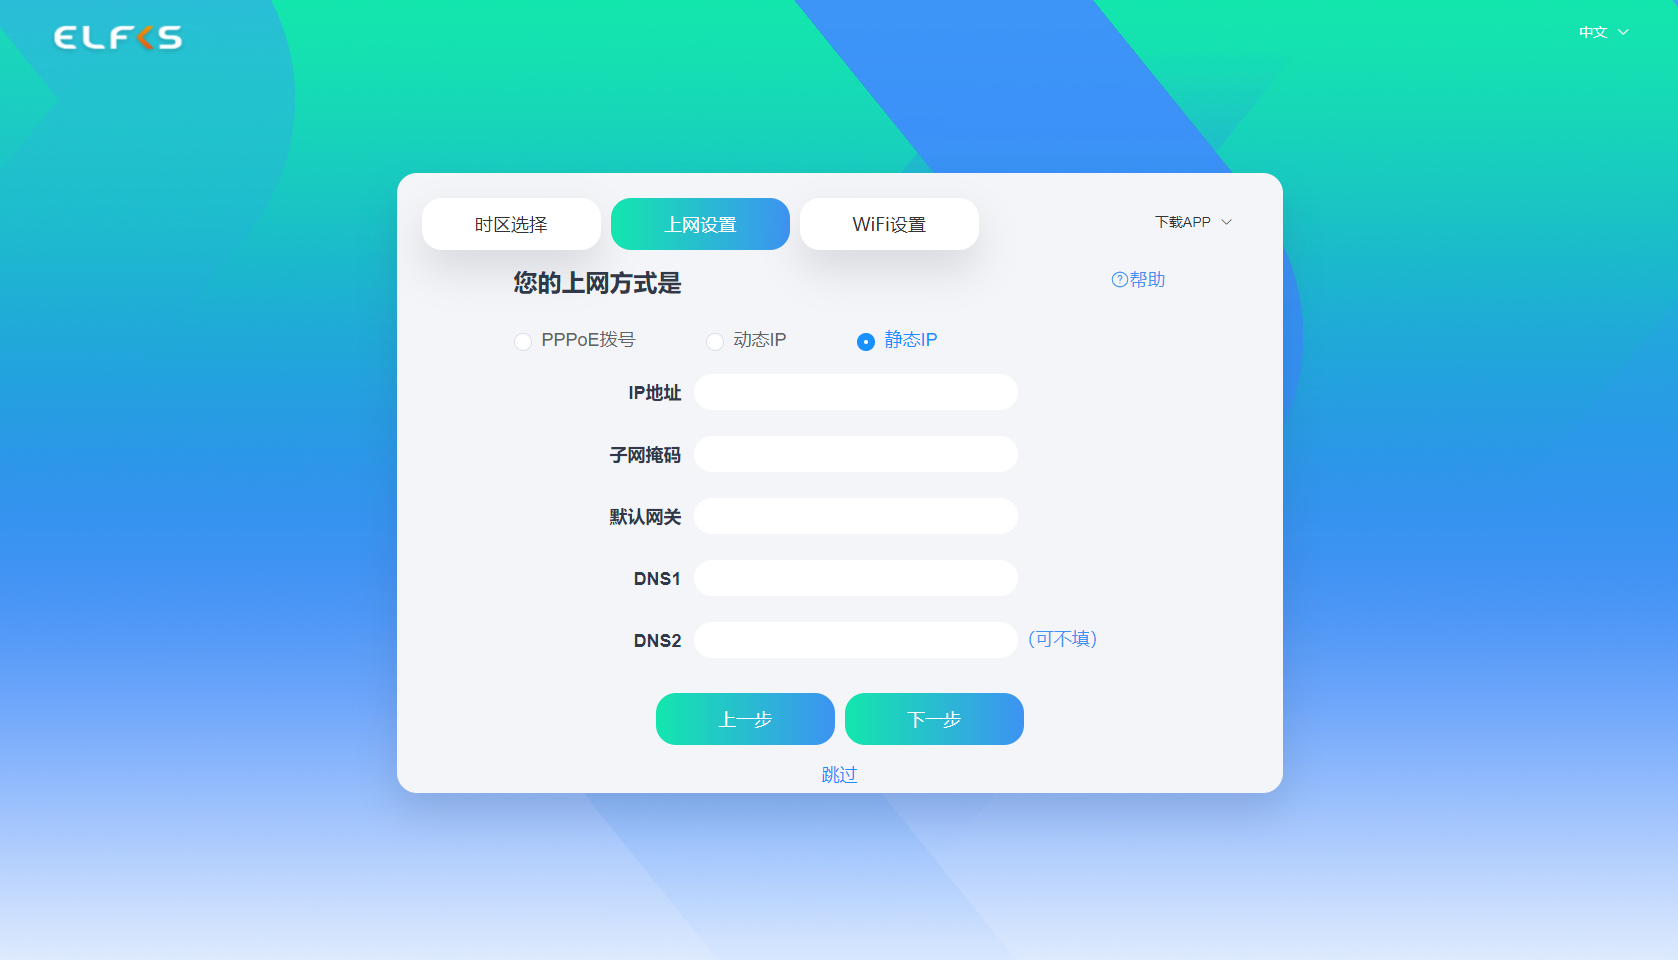 ELFKS
中文
时区选择
上网设置
WiFi设置
下载APP
您的上网方式是
帮助
PPPoE拨号
动态IP
静态IP
IP地址
子网掩码
默认网关
DNS1
DNS2
(可不填)
上一步
下一步
跳过